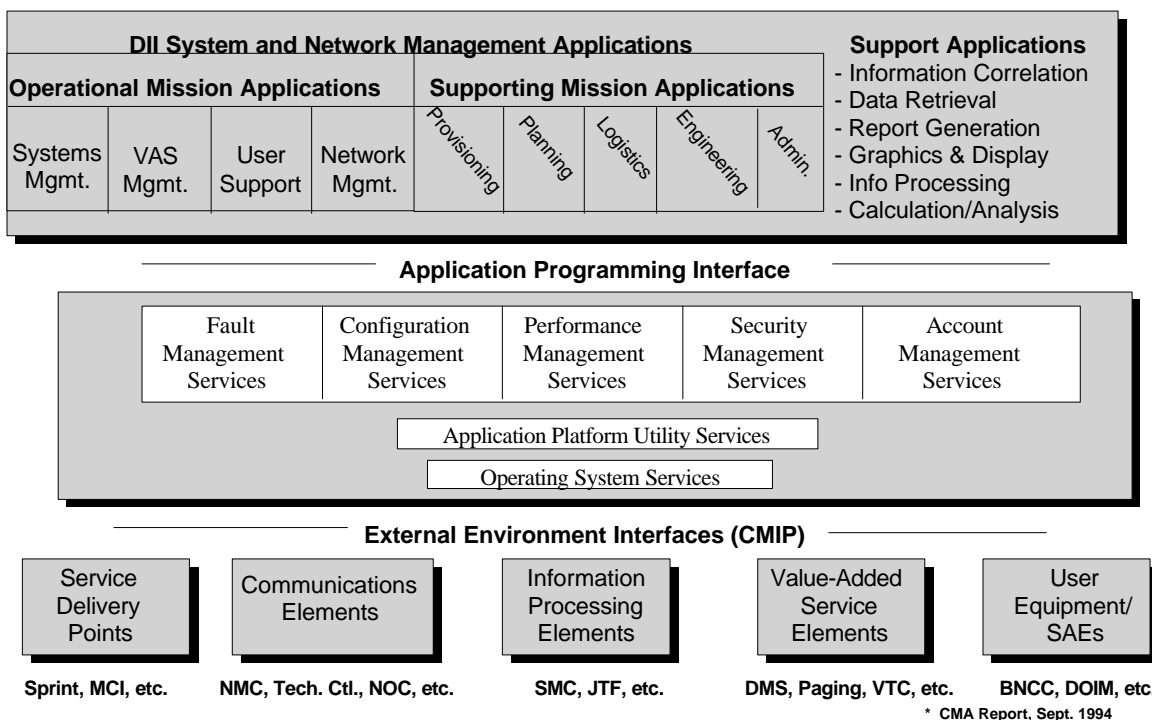 DII System and Network Management Applications
Operational Mission Applications
Supporting Mission Applications
Systems
Mgmt.
VAS
Mgmt.
User
Support
Network
Mgmt.
Provisioning
Planning
Logistics
Engineering
Admin.
Support Applications
- Information Correlation
- Data Retrieval
- Report Generation
- Graphics & Display
- Info Processing
- Calculation/Analysis
Application Programming Interface
Fault
Management
Services
Configuration
Management
Services
Performance
Management
Services
Security
Management
Services
Account
Management
Services
Application Platform Utility Services
Operating System Services
External Environment Interfaces (CMIP)
Service
Delivery
Points
Communications
Elements
Information
Processing
Elements
Value-Added
Service
Elements
User
Equipment/
SAEs
Sprint, MCI, etc.
NMC, Tech. Ctl., NOC, etc.
SMC, JTF, etc.
DMS, Paging, VTC, etc.
BNCC, DOIM, etc.
* CMA Report, Sept. 1994